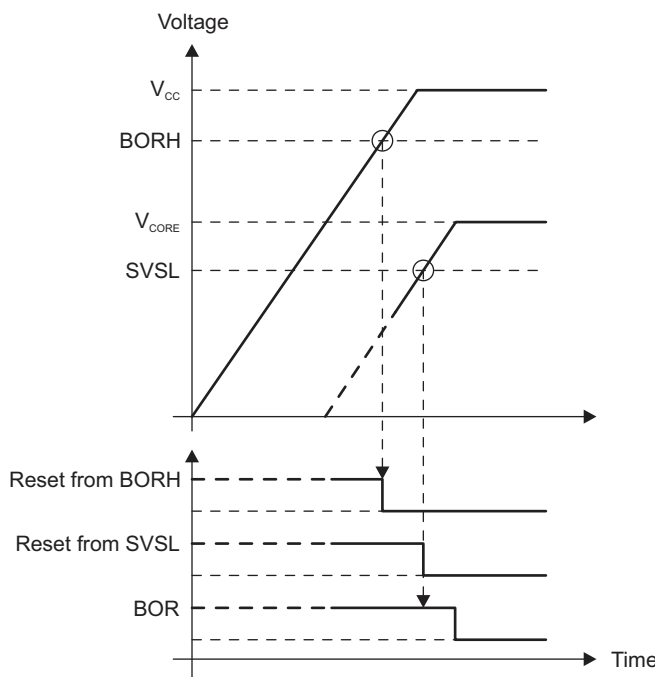 Voltage
VCC
BORH
VCORE
SVSL
Reset from BORH
Reset from SVSL
BOR
Time